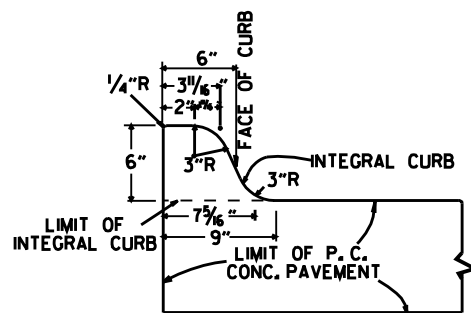 6"
FACE OF CURB
1/4"R
3 11/16"
2"
6"
3"R
INTEGRAL CURB
3"R
7 5/16"
9"
LIMIT OF
INTEGRAL CURB
LIMIT OF P.C.
CONC. PAVEMENT